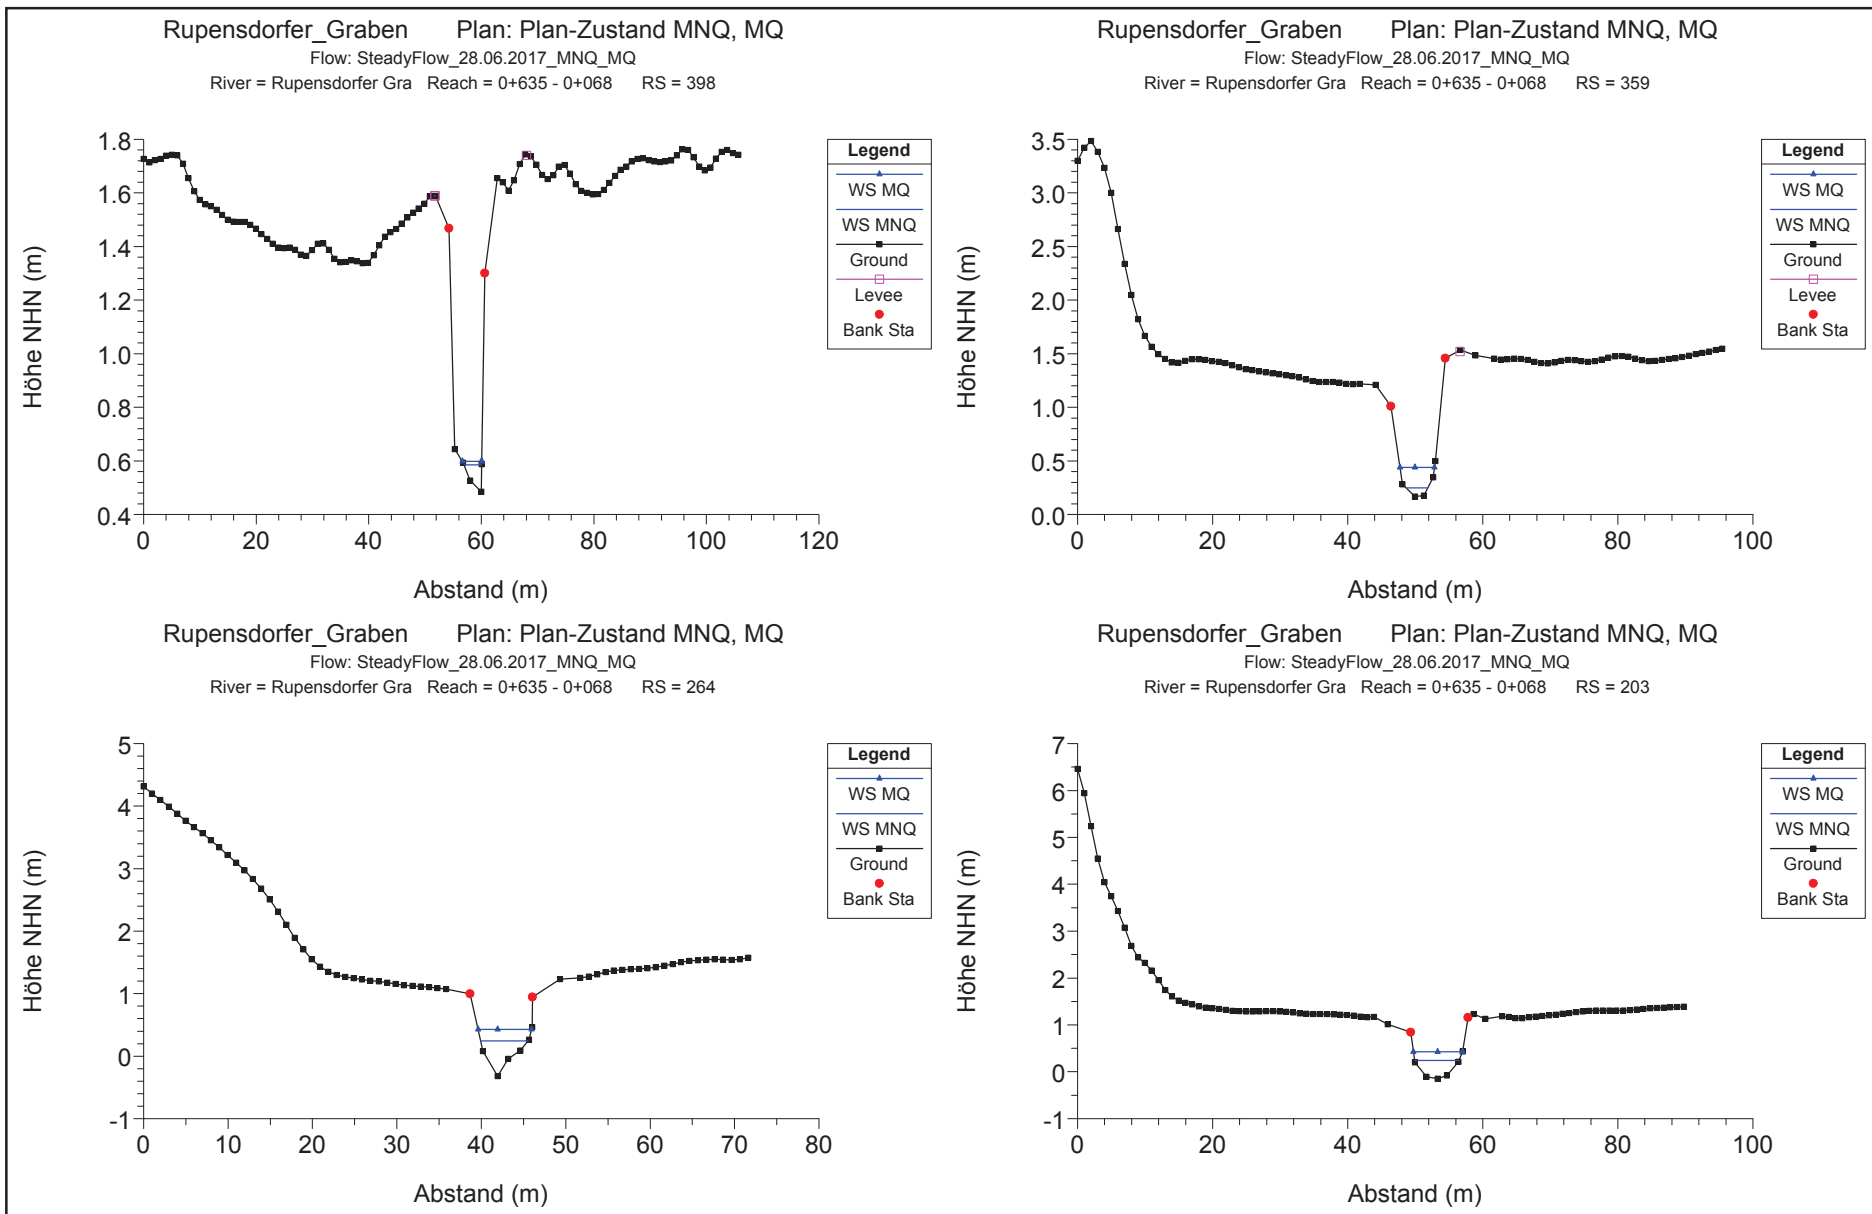 Rupensdorfer_Graben Plan: Plan-Zustand MNQ, MQ
Flow: SteadyFlow_28.06.2017_MNQ_MQ
River = Rupensdorfer Gra Reach = 0+635 - 0+068 RS = 398
1.8
1.6
1.4
1.2
1.0
0.8
0.6
0.4
0 20 40 60 80 100 120
Höhe NHN (m)
Abstand (m)
Legend
WS MQ
WS MNQ
Ground
Levee
Bank Sta
Rupensdorfer_Graben Plan: Plan-Zustand MNQ, MQ
Flow: SteadyFlow_28.06.2017_MNQ_MQ
River = Rupensdorfer Gra Reach = 0+635 - 0+068 RS = 359
3.5
3.0
2.5
2.0
1.5
1.0
0.5
0.0
0 20 40 60 80 100
Höhe NHN (m)
Abstand (m)
Legend
WS MQ
WS MNQ
Ground
Levee
Bank Sta
Rupensdorfer_Graben Plan: Plan-Zustand MNQ, MQ
Flow: SteadyFlow_28.06.2017_MNQ_MQ
River = Rupensdorfer Gra Reach = 0+635 - 0+068 RS = 264
5
4
3
2
1
0
-1
0 10 20 30 40 50 60 70 80
Höhe NHN (m)
Abstand (m)
Legend
WS MQ
WS MNQ
Ground
Bank Sta
Rupensdorfer_Graben Plan: Plan-Zustand MNQ, MQ
Flow: SteadyFlow_28.06.2017_MNQ_MQ
River = Rupensdorfer Gra Reach = 0+635 - 0+068 RS = 203
7
6
5
4
3
2
1
0
-1
0 20 40 60 80 100
Höhe NHN (m)
Abstand (m)
Legend
WS MQ
WS MNQ
Ground
Bank Sta